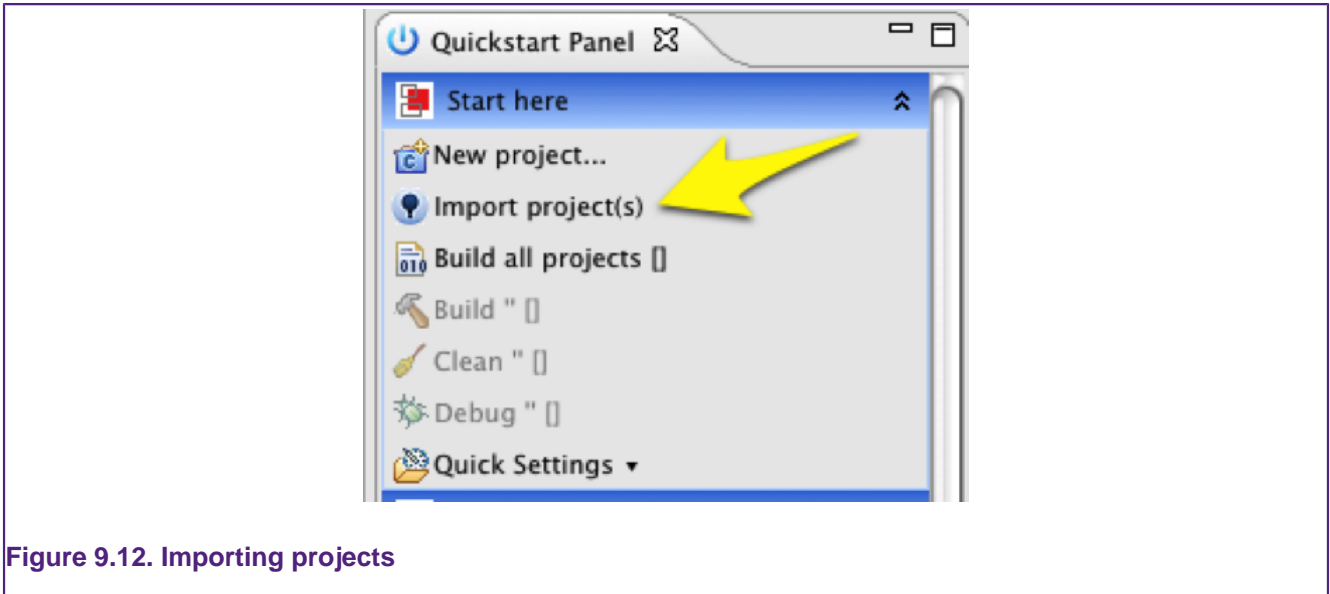 Quickstart Panel
Start here
New project...
Import project(s)
010
Build all projects []
Build '' []
Clean '' []
Debug '' []
Quick Settings
Figure 9.12. Importing projects